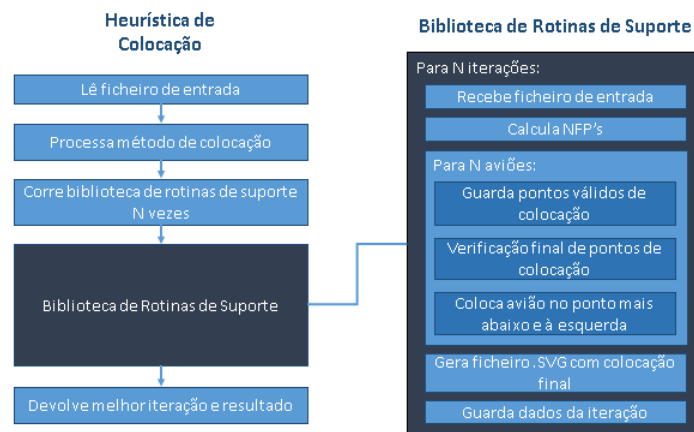 Heurística de
Colocação
Lê ficheiro de entrada
Processa método de colocação
Corre biblioteca de rotinas de suporte
N vezes
Biblioteca de Rotinas de Suporte
Devolve melhor iteração e resultado
Biblioteca de Rotinas de Suporte
Para N iterações:
Recebe ficheiro de entrada
Calcula NFP's
Para N aviões:
Guarda pontos válidos de
colocação
Verificação final de pontos de
colocação
Coloca avião no ponto mais
abaixo e à esquerda
Gera ficheiro .SVG com colocação
final
Guarda dados da iteração